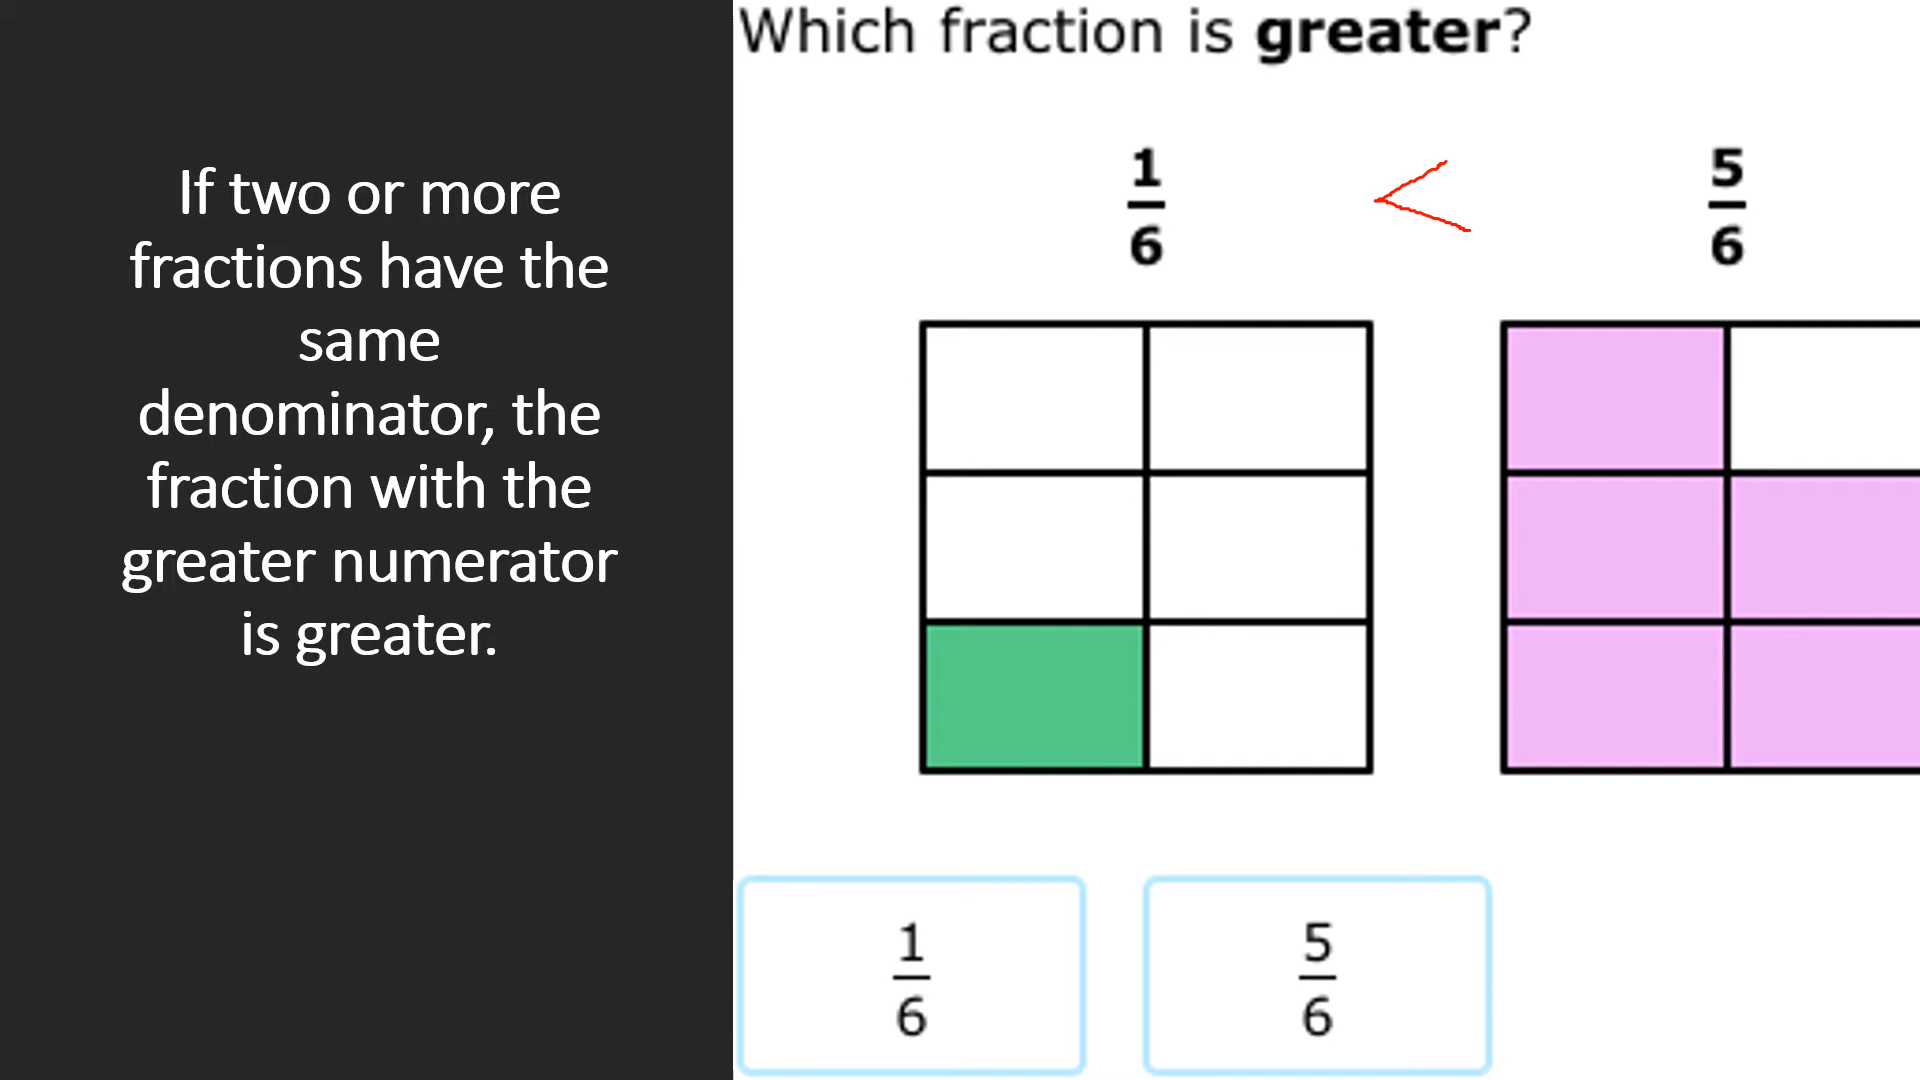 If two or more
fractions have the
same
denominator, the
fraction with the
greater numerator
is greater.
Which fraction is greater?
1/6 < 5/6
1/6 5/6